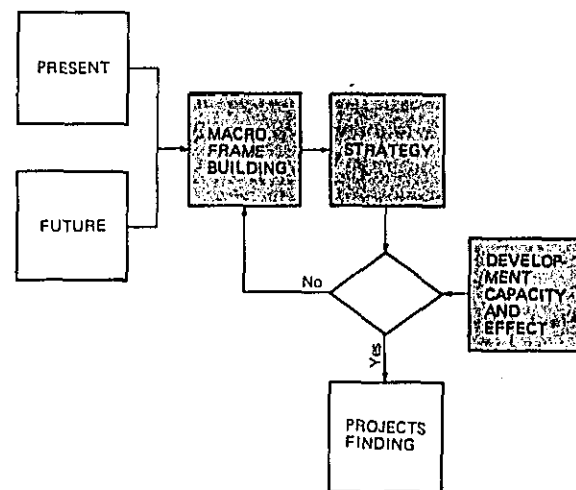 PRESENT
FUTURE
MACRO
FRAME
BUILDING
STRATEGY
No
Yes
DEVELOP-
MENT
CAPACITY
AND
EFFECT
PROJECTS
FINDING